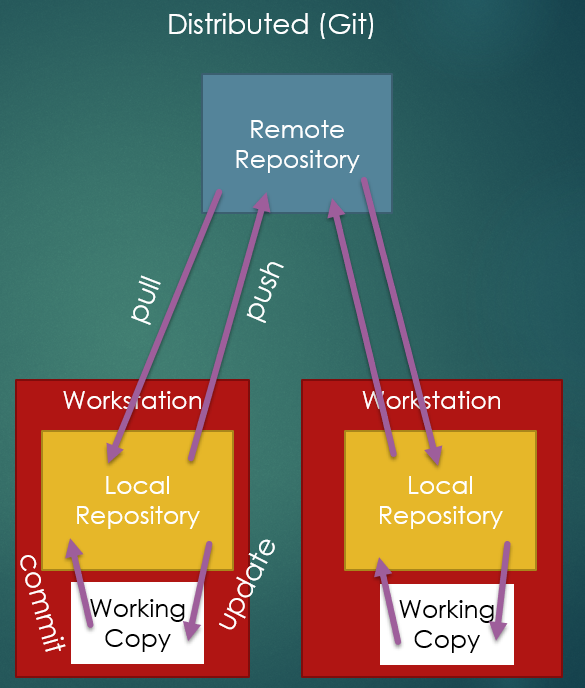 Distributed (Git)
Remote
Repository
pull
push
Workstation
Local
Repository
commit
update
Working
Copy
Workstation
Local
Repository
Working
Copy